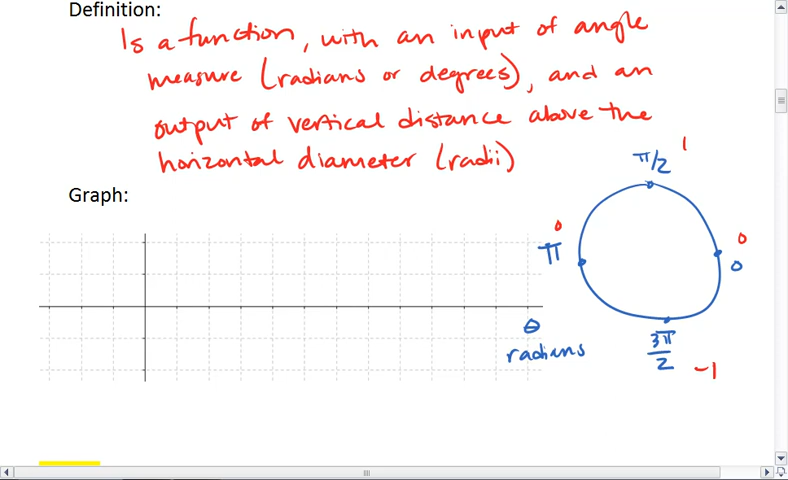 Definition:
Is a function, with an input of angle
measure (radians or degrees), and an
output of vertical distance above the
horizontal diameter (radii)
π/2 1
Graph:
0
π
0
0
θ
radians
3π
2
-1